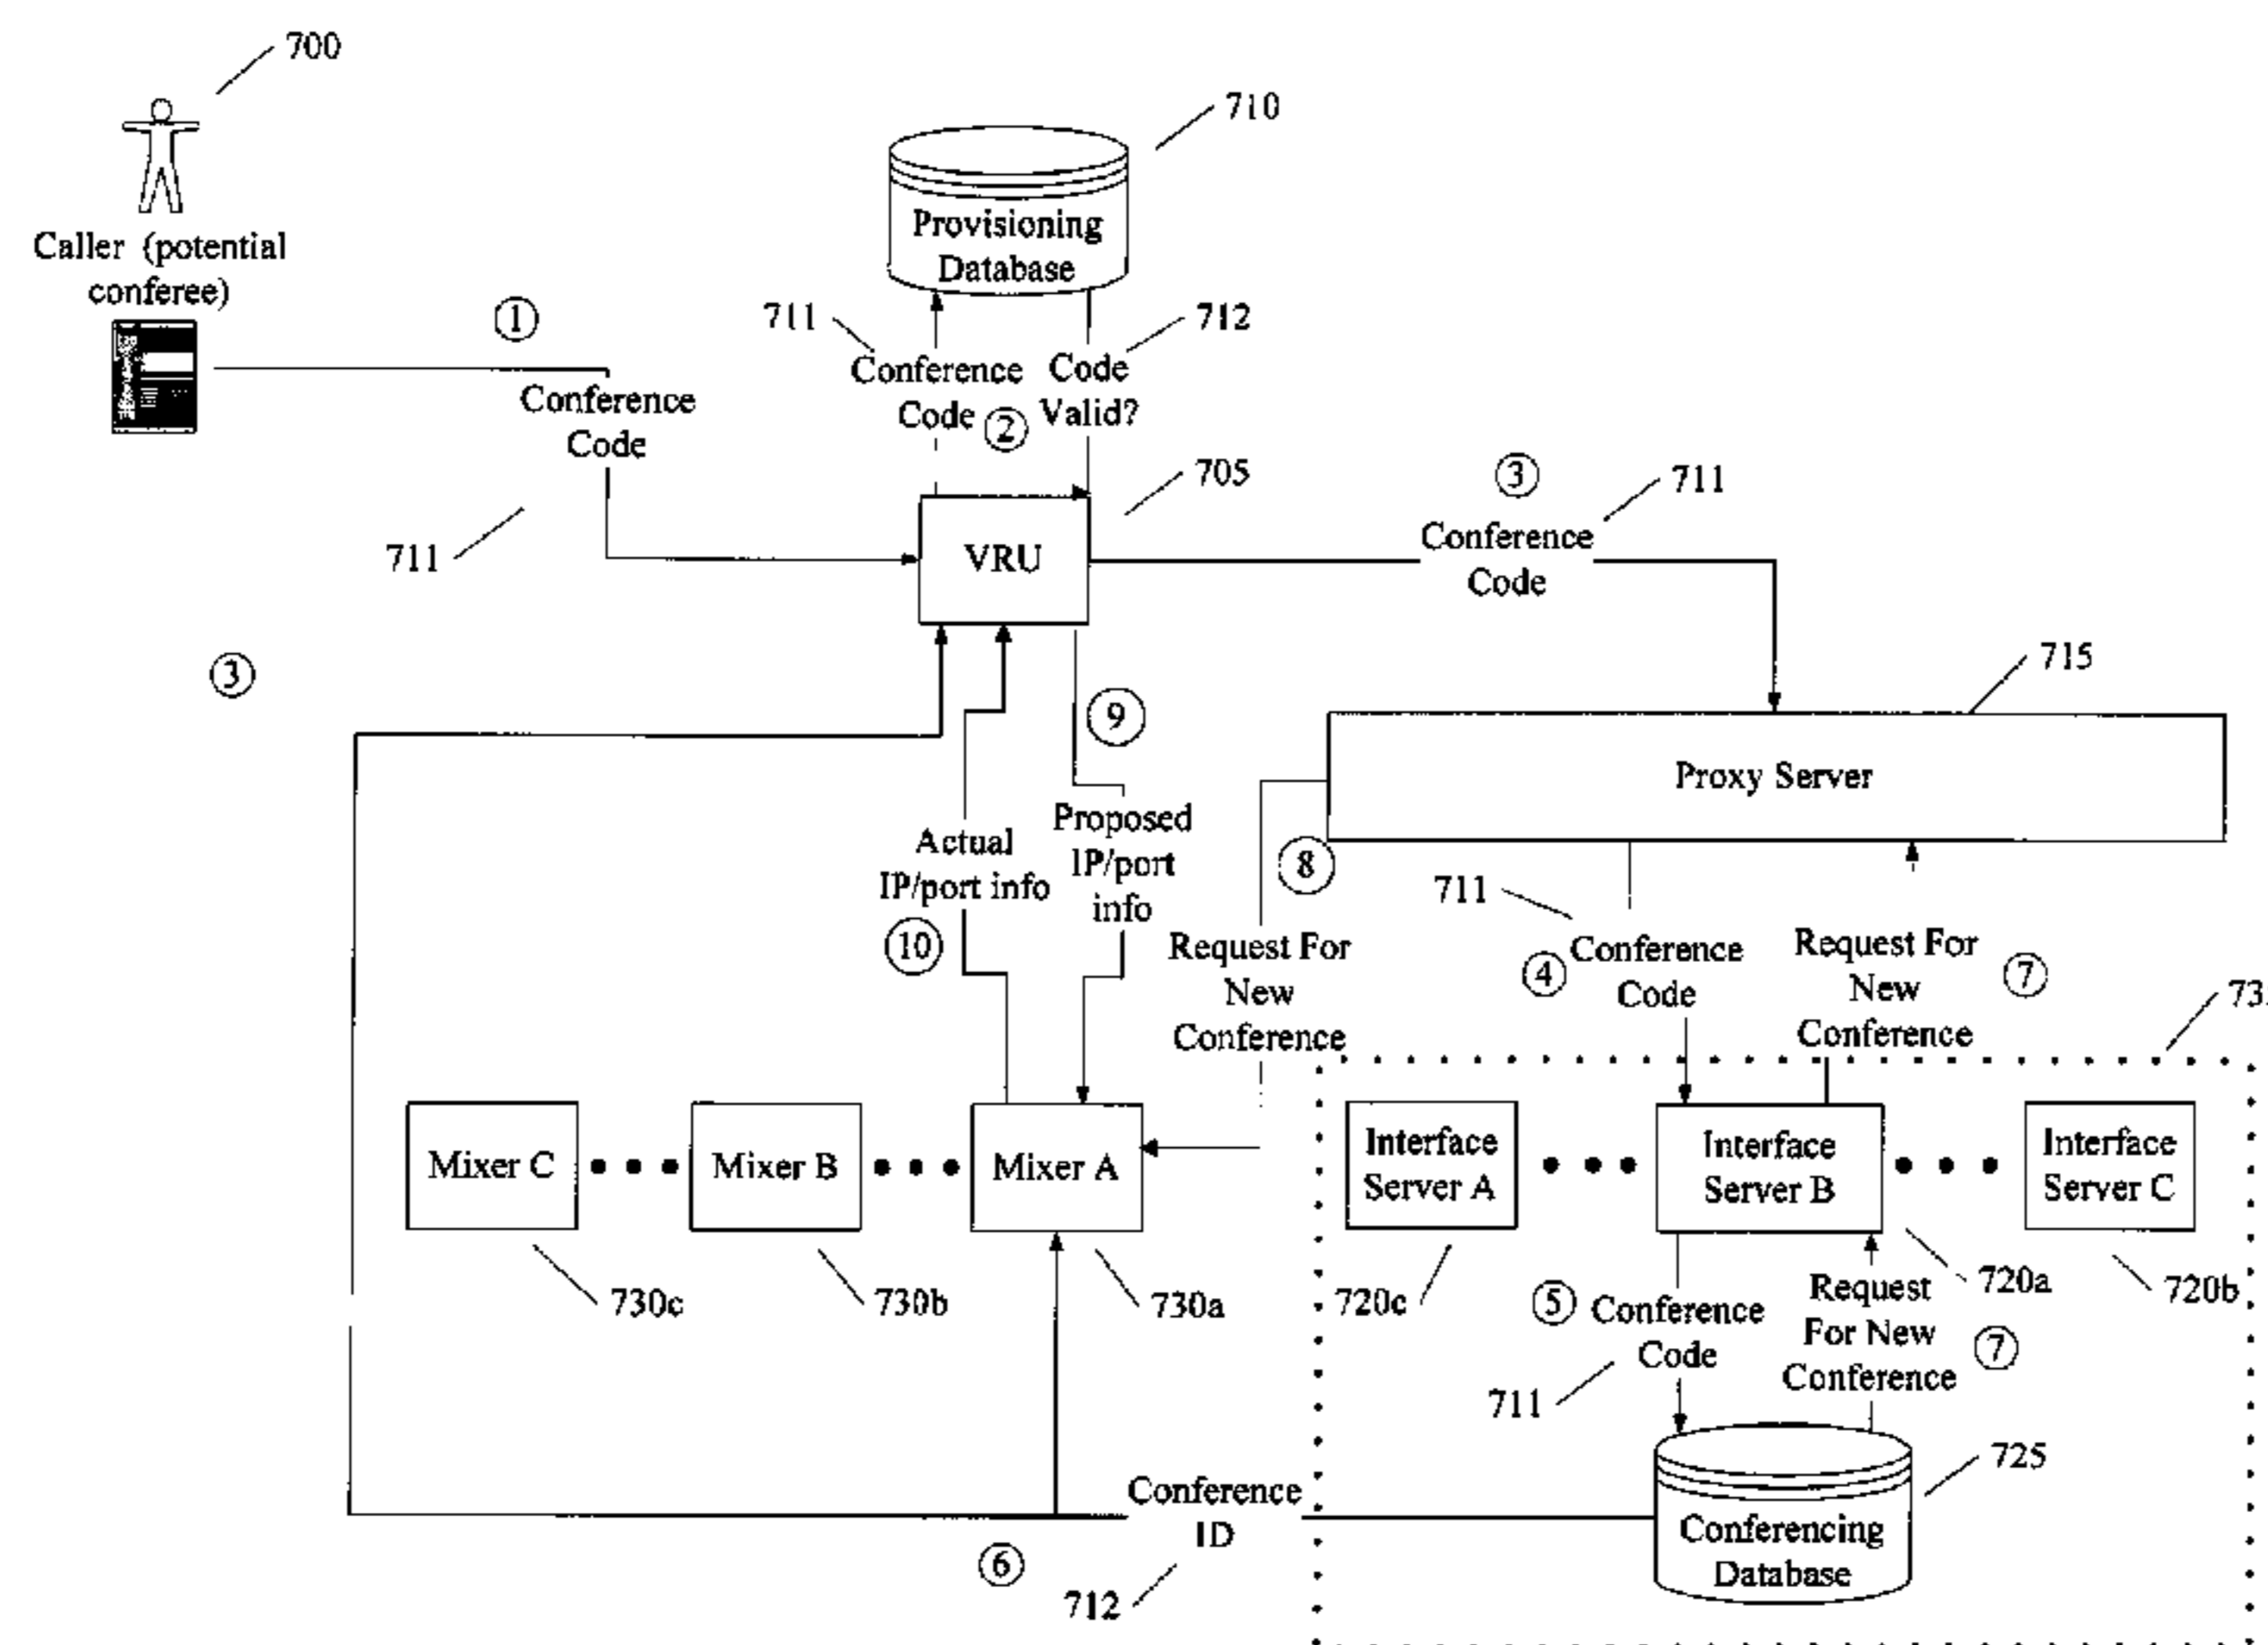 700
710
Provisioning
Database
Caller (potential
conferee)
①
711
712
Conference
Code
Code
Valid?
②
Conference
Code
711
705
VRU
③
711
Conference
Code
③
715
⑨
Proxy Server
Actual
IP/port info
⑩
Proposed
IP/port
info
⑧
Request For
New
Conference
711
④
Conference
Code
Request For
New
Conference
⑦
73
Mixer C
Mixer B
Mixer A
Interface
Server A
Interface
Server B
Interface
Server C
730c
730b
730a
720c
720a
720b
⑤
Conference
Code
711
Request
For New
Conference
⑦
725
Conference
ID
⑥
712
Conferencing
Database